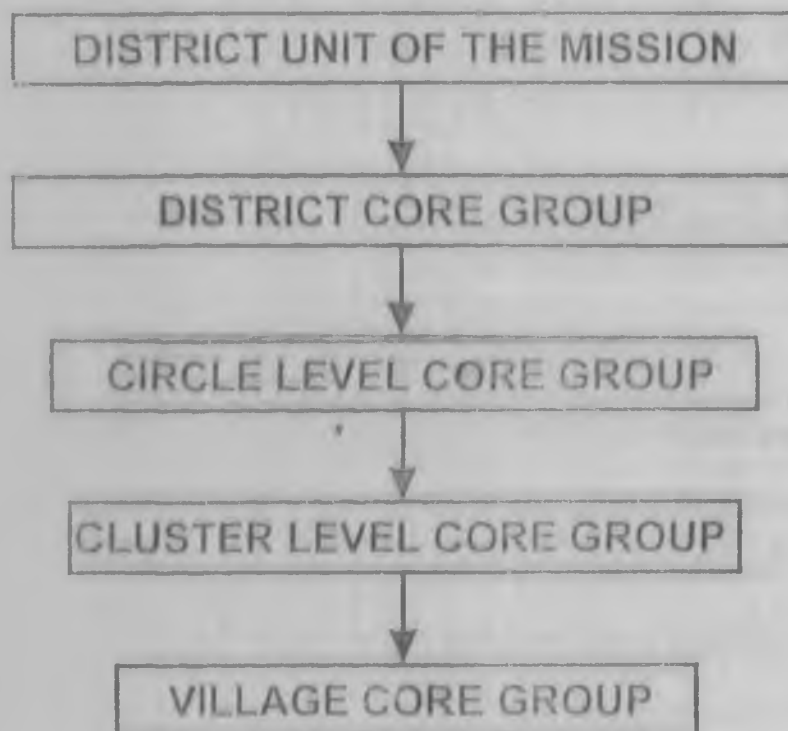 DISTRICT UNIT OF THE MISSION
DISTRICT CORE GROUP
CIRCLE LEVEL CORE GROUP
CLUSTER LEVEL CORE GROUP
VILLAGE CORE GROUP